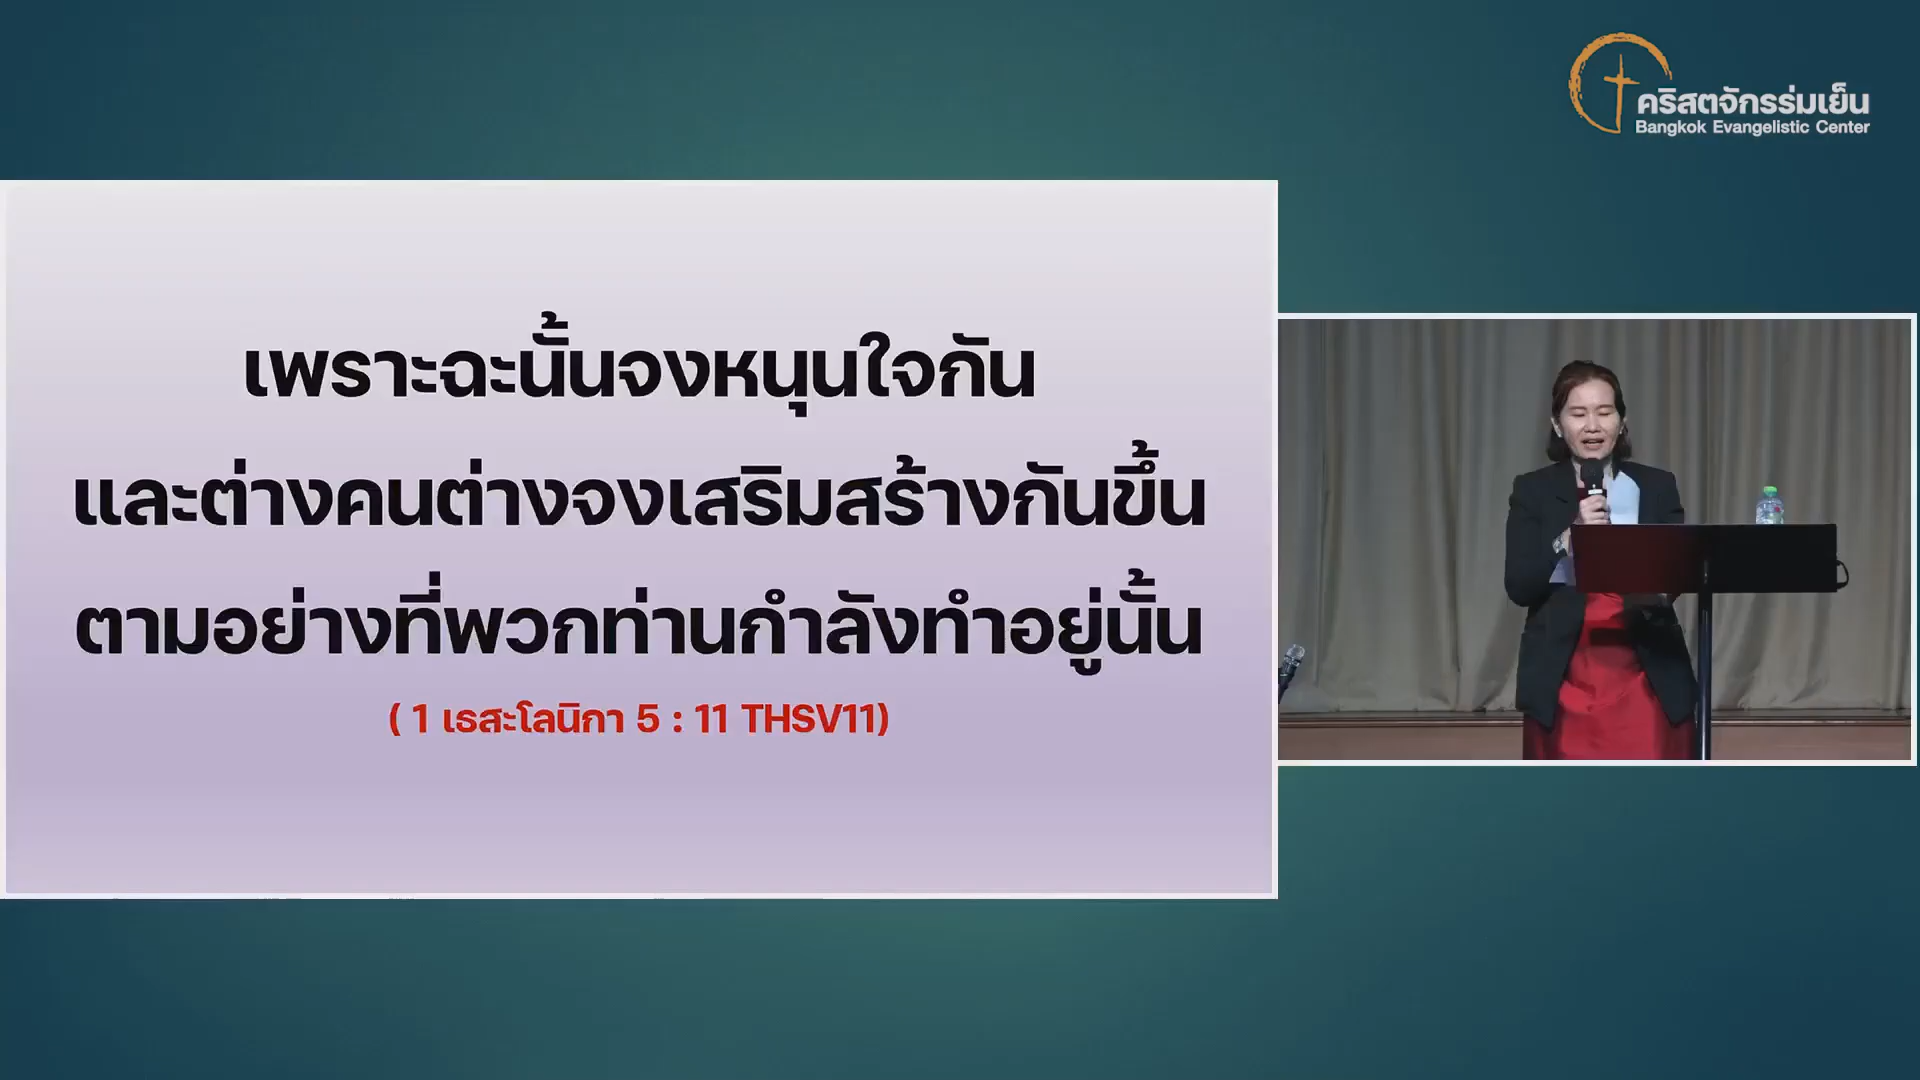 คริสตจักรร่มเย็น
Bangkok Evangelistic Center
เพราะฉะนั้นจงหนุนใจกัน
และต่างคนต่างจงเสริมสร้างกันขึ้น
ตามอย่างที่พวกท่านกำลังทำอยู่นั้น
( 1 เธสะโลนิกา 5 : 11 THSV11)